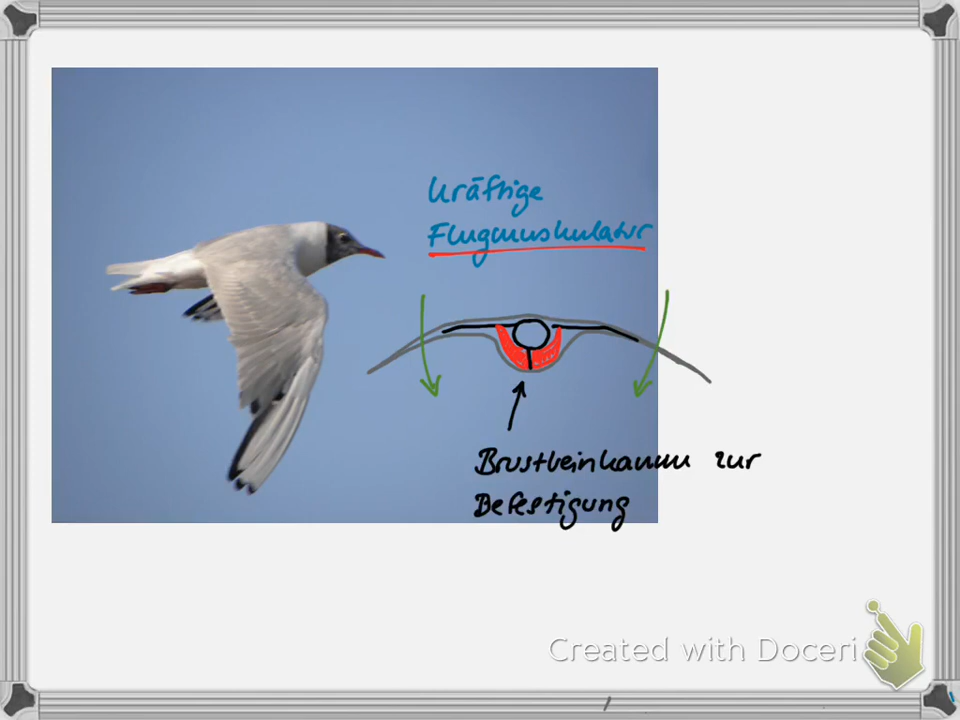 kräftige
Flugmuskulatur
Brustbeinkamm zur
Befestigung
Created with Doceri